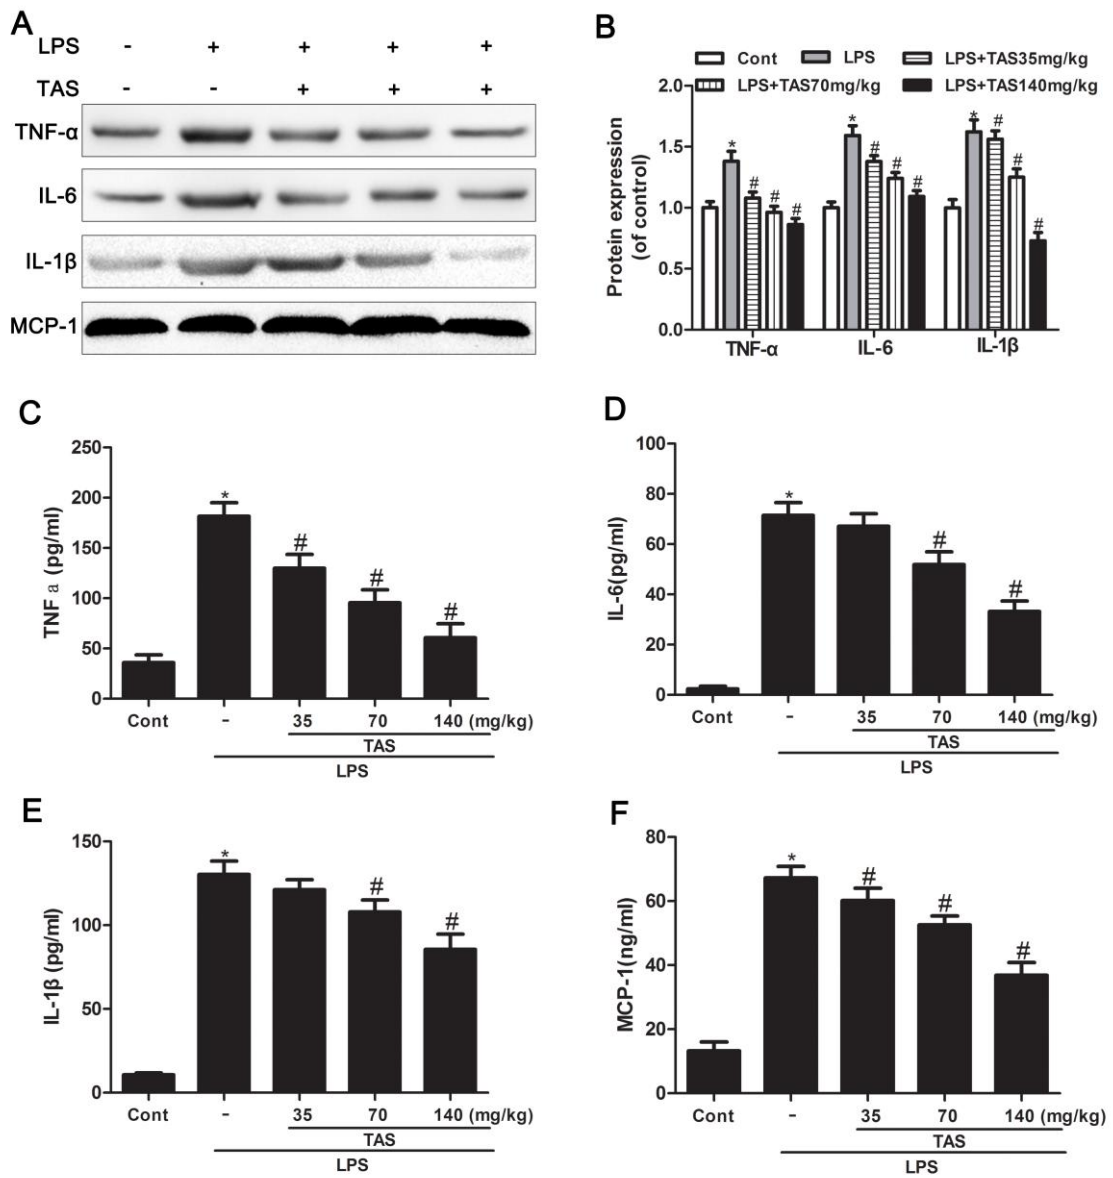 A
LPS - + + + +
TAS - - + + +
TNF-α
IL-6
IL-1β
MCP-1
B
Cont LPS LPS+TAS35mg/kg
LPS+TAS70mg/kg LPS+TAS140mg/kg
Protein expression
(of control)
2.0
1.5
1.0
0.5
0.0
* # # #
* # # #
* # # #
TNF-α IL-6 IL-1β
C
TNF a (pg/ml)
250
200
150
100
50
0
* # # #
Cont - 35 70 140 (mg/kg)
TAS
LPS
D
IL-6(pg/ml)
100
80
60
40
20
0
* # #
Cont - 35 70 140 (mg/kg)
TAS
LPS
E
IL-1β (pg/ml)
150
100
50
0
* # #
Cont - 35 70 140 (mg/kg)
TAS
LPS
F
MCP-1(ng/ml)
80
60
40
20
0
* # # #
Cont - 35 70 140 (mg/kg)
TAS
LPS